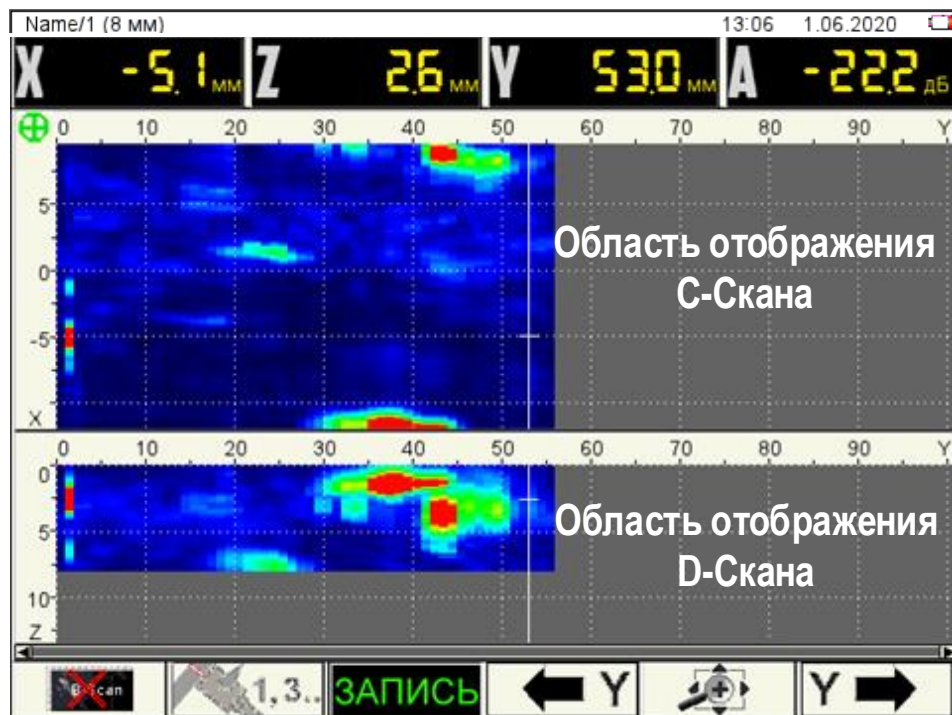 Name/1 (8 мм) 13:06 1.06.2020
X -5.1 мм Z 2.6 мм Y 53.0 мм A -22.2 дБ
0 10 20 30 40 50 60 70 80 90 Y
5
Область отображения
0
С-Скана
-5
X
0 10 20 30 40 50 60 70 80 90 Y
0
Область отображения
5
D-Скана
10
Z
B-Scan 1,3.. ЗАПИСЬ Y Y